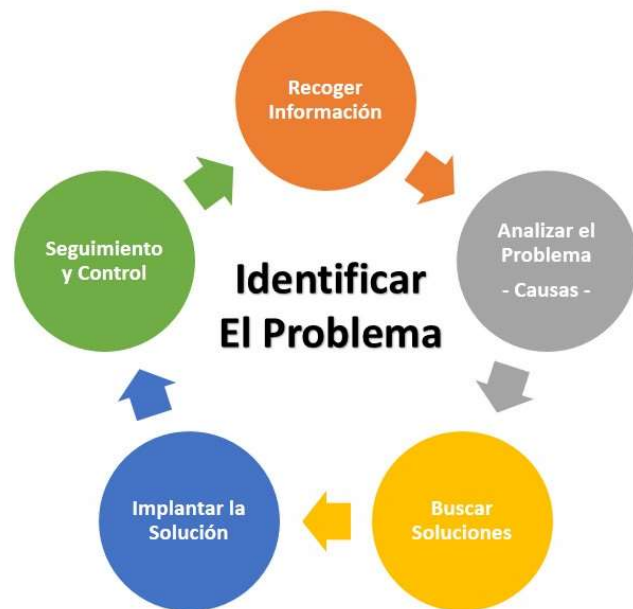 Recoger
Información
Analizar el
Problema
- Causas -
Buscar
Soluciones
Implantar la
Solución
Seguimiento
y Control
Identificar
El Problema